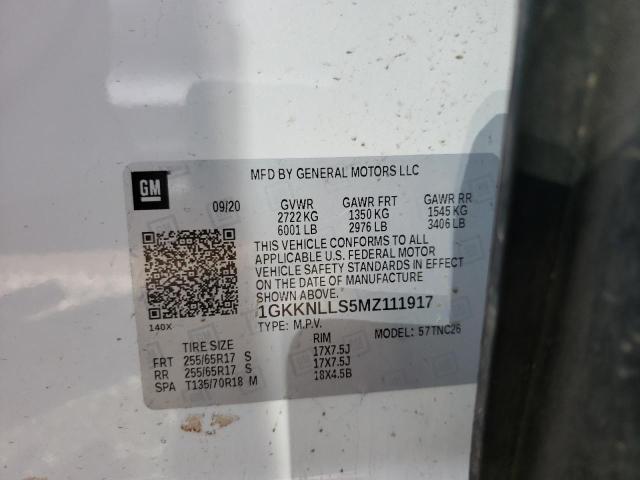 GM
MFD BY GENERAL MOTORS LLC
09/20 GVWR GAWR FRT GAWR RR
2722 KG 1350 KG 1545 KG
6001 LB 2976 LB 3406 LB
THIS VEHICLE CONFORMS TO ALL
APPLICABLE U.S. FEDERAL MOTOR
VEHICLE SAFETY STANDARDS IN EFFECT
ON THE DATE OF MANUFACTURE
SHOWN ABOVE.
1GKKNLLS5MZ111917
140X TYPE: M.P.V. MODEL: 57TNC26
TIRE SIZE RIM
FRT 255/65R17 S 17X7.5J
RR 255/65R17 S 17X7.5J
SPA T135/70R18 M 18X4.5B